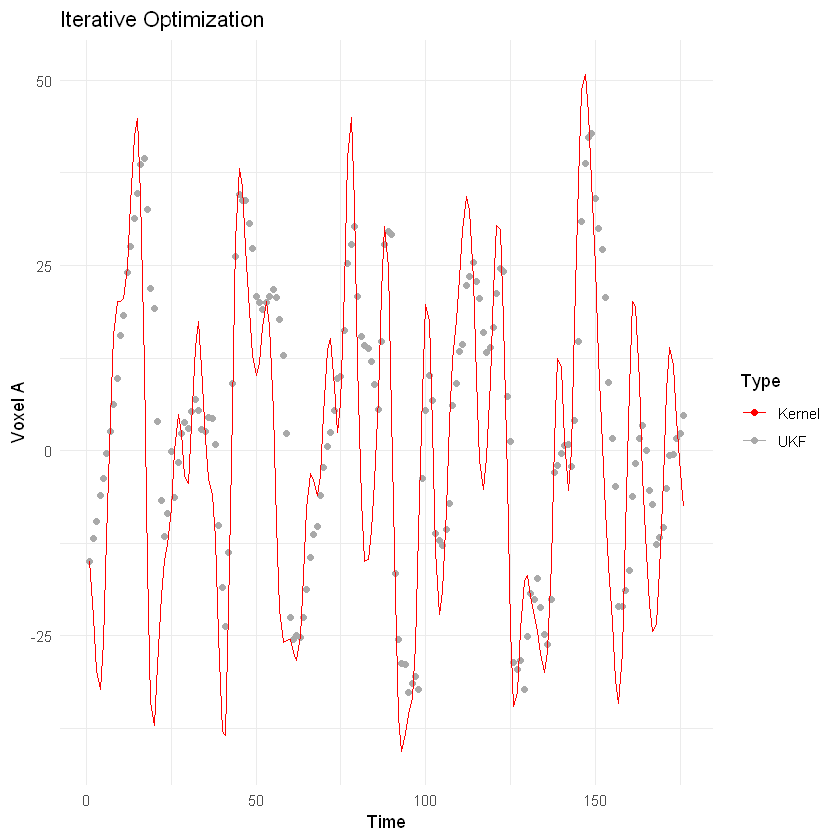 Iterative Optimization
50
25
0
-25
Voxel A
0
50
100
150
Time
Type
Kernel
UKF